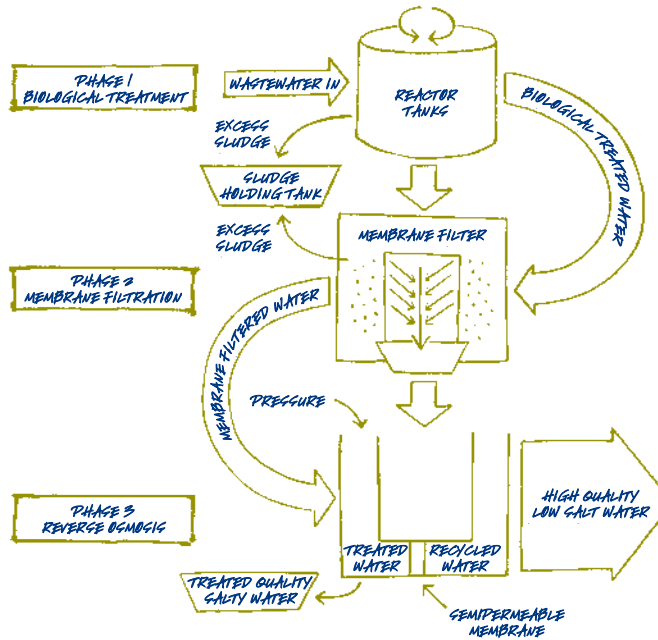 PHASE 1
BIOLOGICAL TREATMENT
WASTEWATER IN
REACTOR
TANKS
BIOLOGICAL TREATED WATER
EXCESS
SLUDGE
SLUDGE
HOLDING TANK
EXCESS
SLUDGE
MEMBRANE FILTER
PHASE 2
MEMBRANE FILTRATION
MEMBRANE FILTERED WATER
PRESSURE
PHASE 3
REVERSE OSMOSIS
HIGH QUALITY
LOW SALT WATER
TREATED
WATER
RECYCLED
WATER
TREATED QUALITY
SALTY WATER
SEMIPERMEABLE
MEMBRANE